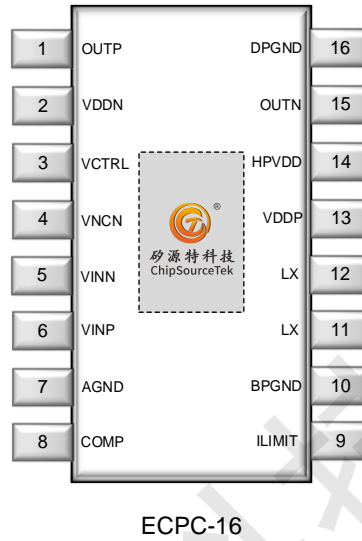 1 OUTP DPGND 16
2 VDDN OUTN 15
3 VCTRL HPVDD 14
4 VNCN VDDP 13
®
矽源特科技
ChipSourceTek
5 VINN LX 12
6 VINP LX 11
7 AGND BPGND 10
8 COMP ILIMIT 9
ECPC-16